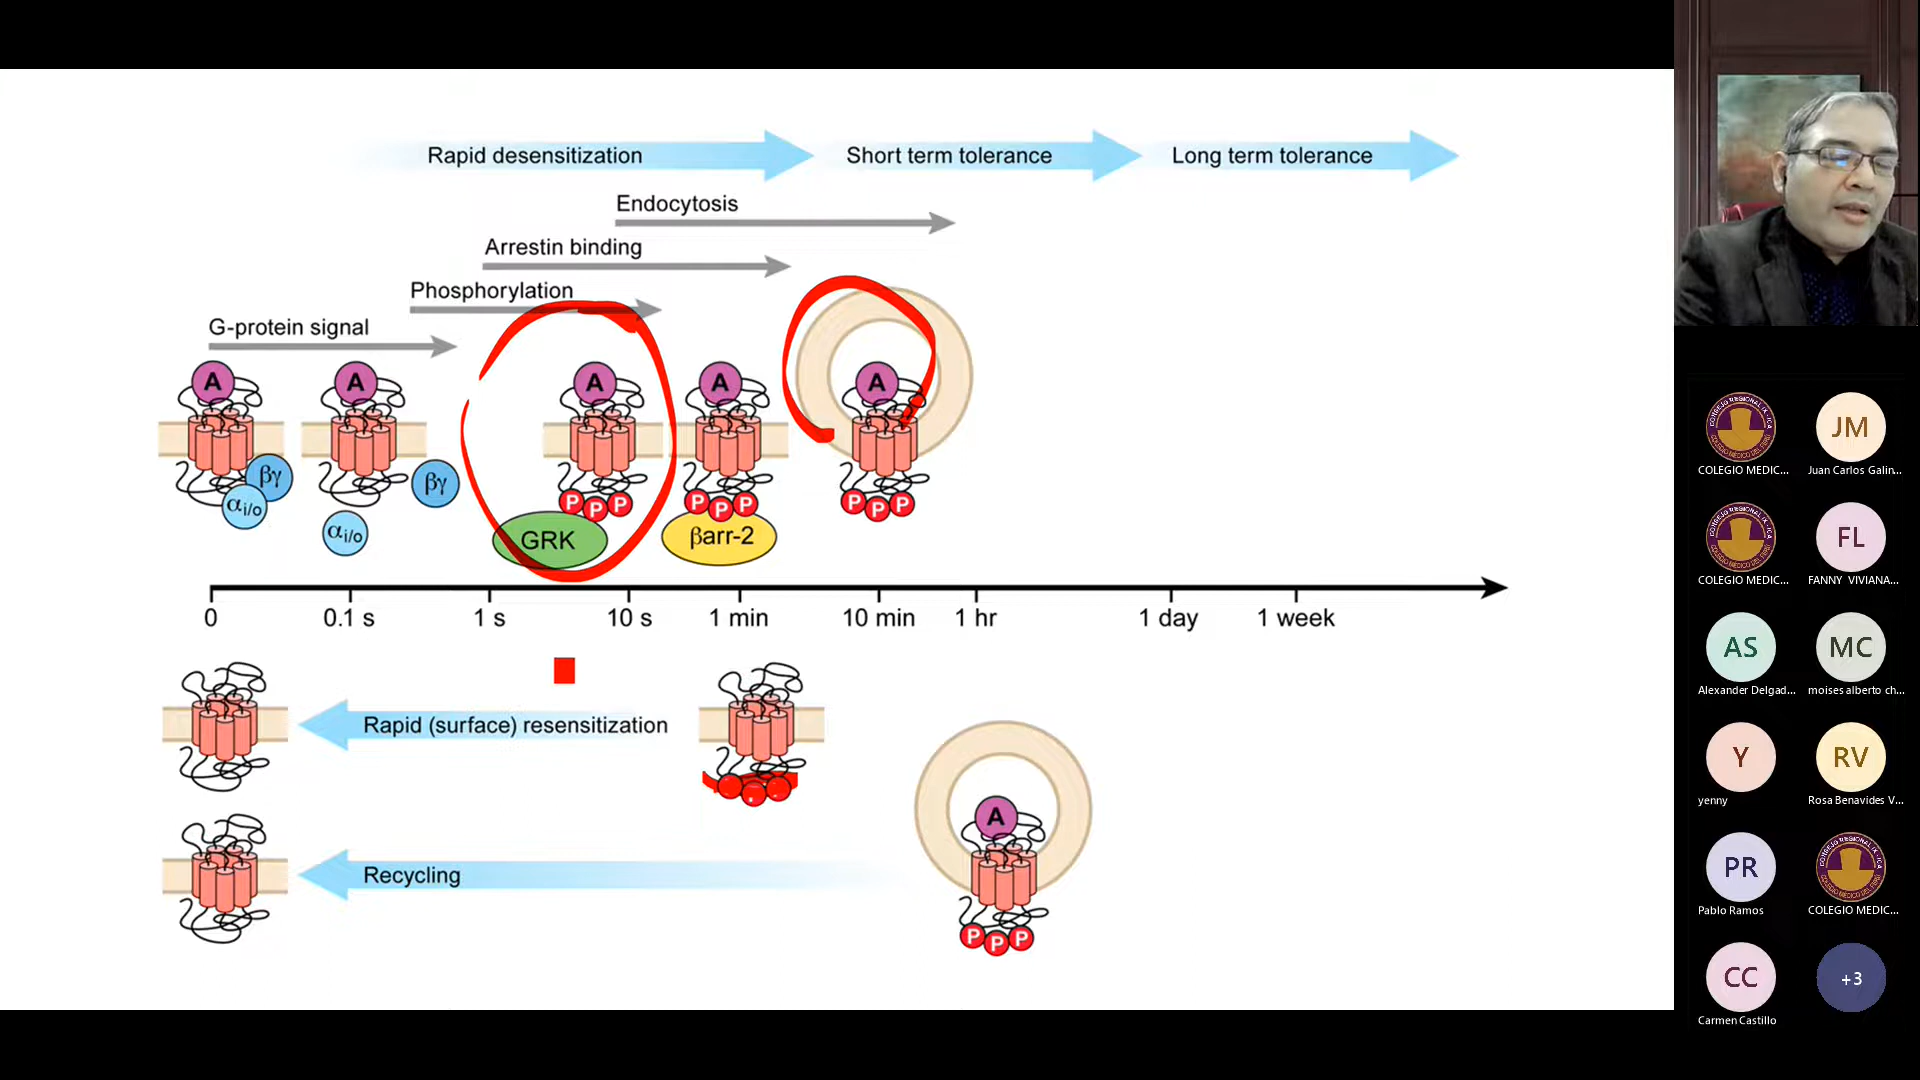 Rapid desensitization
Short term tolerance
Long term tolerance
Endocytosis
Arrestin binding
Phosphorylation
G-protein signal
A
A
A
A
A
βγ
αi/o
βγ
αi/o
P P P
GRK
P P P
βarr-2
P P P
0
0.1 s
1 s
10 s
1 min
10 min
1 hr
1 day
1 week
Rapid (surface) resensitization
A
Recycling
P P P
COLEGIO MEDIC...
JM
Juan Carlos Galin...
COLEGIO MEDIC...
FL
FANNY VIVIANA...
AS
Alexander Delgad...
MC
moises alberto ch...
Y
yenny
RV
Rosa Benavides V...
PR
Pablo Ramos
COLEGIO MEDIC...
CC
Carmen Castillo
+3